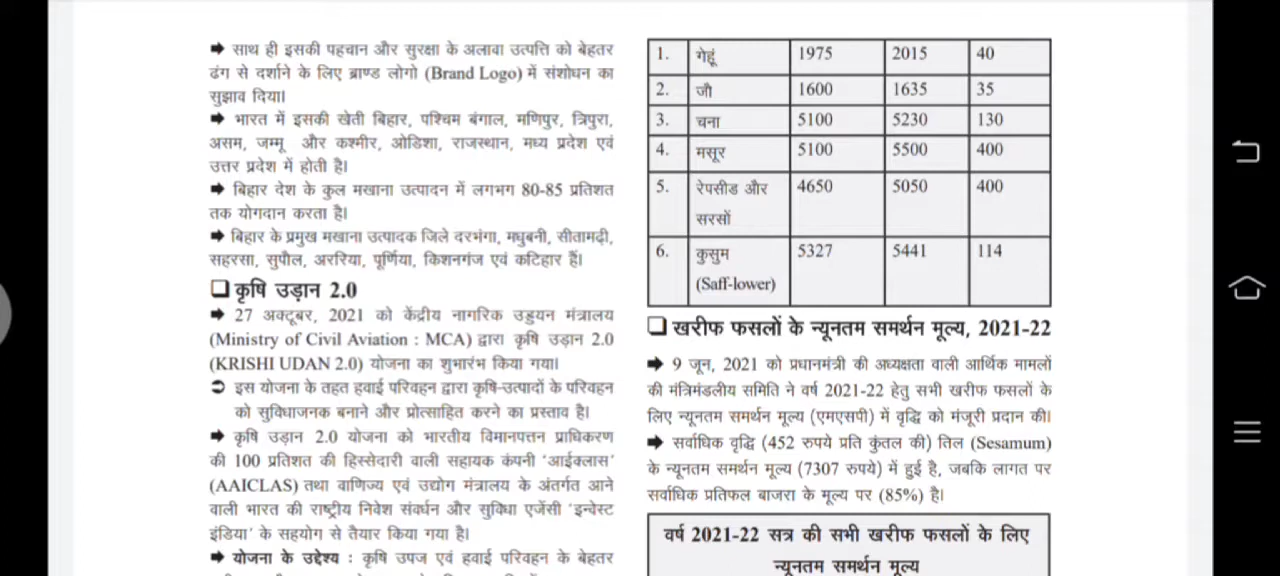 ➡ साथ ही इसकी पहचान और सुरक्षा के अलावा उत्पत्ति को बेहतर
ढंग से दर्शाने के लिए ब्राण्ड लोगो (Brand Logo) में संशोधन का
सुझाव दिया।
➡ भारत में इसकी खेती बिहार, पश्चिम बंगाल, मणिपुर, त्रिपुरा,
असम, जम्मू और कश्मीर, ओडिशा, राजस्थान, मध्य प्रदेश एवं
उत्तर प्रदेश में होती है।
➡ बिहार देश के कुल मखाना उत्पादन में लगभग 80-85 प्रतिशत
तक योगदान करता है।
➡ बिहार के प्रमुख मखाना उत्पादक जिले दरभंगा, मधुबनी, सीतामढ़ी,
सहरसा, सुपौल, अररिया, पूर्णिया, किशनगंज एवं कटिहार हैं।
❑ कृषि उड़ान 2.0
➡ 27 अक्टूबर, 2021 को केंद्रीय नागरिक उड्डयन मंत्रालय
(Ministry of Civil Aviation : MCA) द्वारा कृषि उड़ान 2.0
(KRISHI UDAN 2.0) योजना का शुभारंभ किया गया।
➲ इस योजना के तहत हवाई परिवहन द्वारा कृषि-उत्पादों के परिवहन
को सुविधाजनक बनाने और प्रोत्साहित करने का प्रस्ताव है।
➡ कृषि उड़ान 2.0 योजना को भारतीय विमानपत्तन प्राधिकरण
की 100 प्रतिशत की हिस्सेदारी वाली सहायक कंपनी 'आईक्लास'
(AAICLAS) तथा वाणिज्य एवं उद्योग मंत्रालय के अंतर्गत आने
वाली भारत की राष्ट्रीय निवेश संवर्धन और सुविधा एजेंसी 'इन्वेस्ट
इंडिया' के सहयोग से तैयार किया गया है।
➡ योजना के उद्देश्य : कृषि उपज एवं हवाई परिवहन के बेहतर
1. गेहूं 1975 2015 40
2. जौ 1600 1635 35
3. चना 5100 5230 130
4. मसूर 5100 5500 400
5. रेपसीड और 4650 5050 400
सरसों
6. कुसुम 5327 5441 114
(Saff-lower)
❑ खरीफ फसलों के न्यूनतम समर्थन मूल्य, 2021-22
➡ 9 जून, 2021 को प्रधानमंत्री की अध्यक्षता वाली आर्थिक मामलों
की मंत्रिमंडलीय समिति ने वर्ष 2021-22 हेतु सभी खरीफ फसलों के
लिए न्यूनतम समर्थन मूल्य (एमएसपी) में वृद्धि को मंजूरी प्रदान की।
➡ सर्वाधिक वृद्धि (452 रुपये प्रति कुंतल की) तिल (Sesamum)
के न्यूनतम समर्थन मूल्य (7307 रुपये) में हुई है, जबकि लागत पर
सर्वाधिक प्रतिफल बाजरा के मूल्य पर (85%) है।
वर्ष 2021-22 सत्र की सभी खरीफ फसलों के लिए
न्यूनतम समर्थन मूल्य